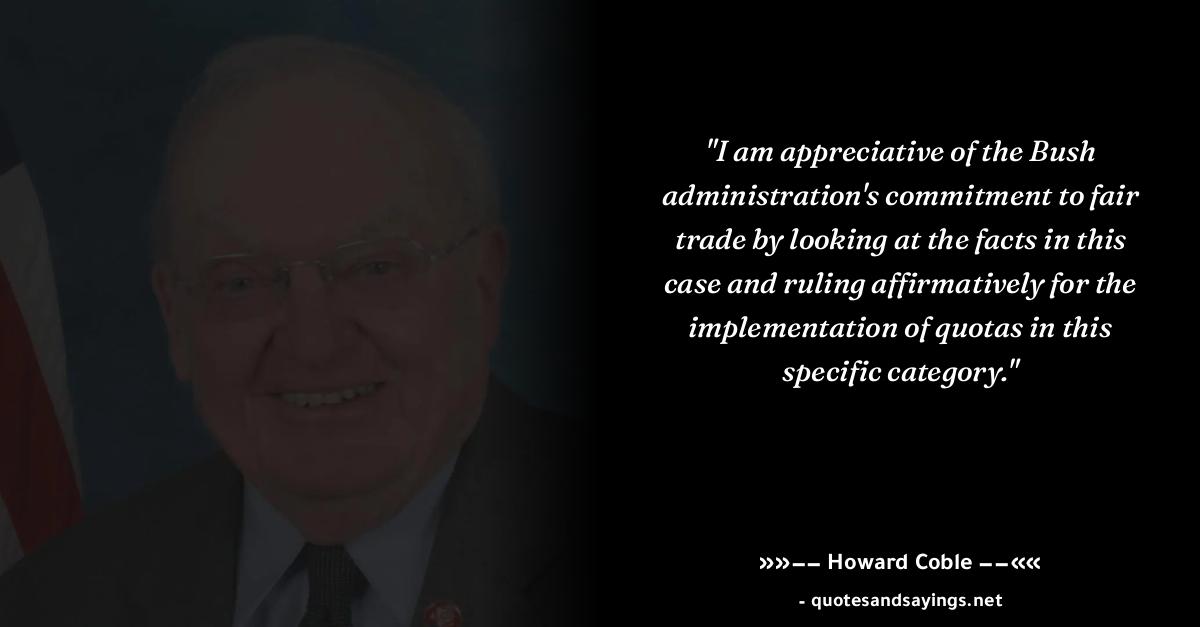 "I am appreciative of the Bush
administration's commitment to fair
trade by looking at the facts in this
case and ruling affirmatively for the
implementation of quotas in this
specific category."
»»−− Howard Coble −−««
- quotesandsayings.net